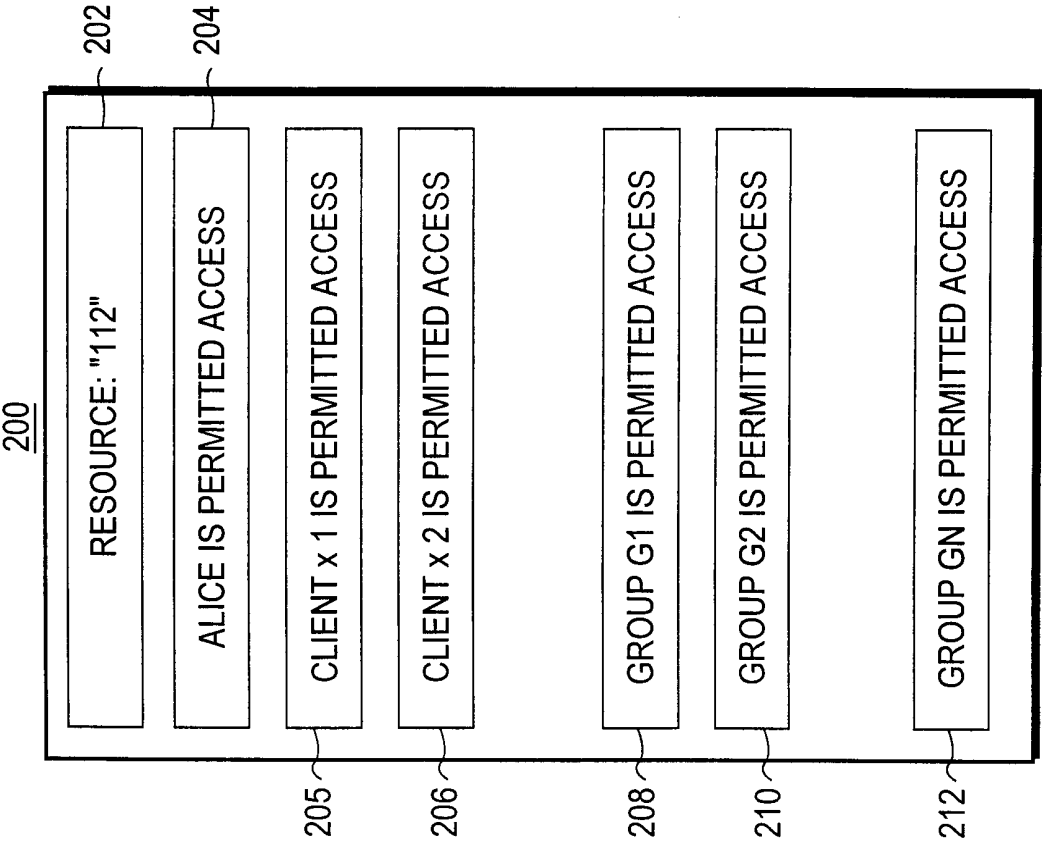 200
RESOURCE: "112"
202
ALICE IS PERMITTED ACCESS
204
205
CLIENT x 1 IS PERMITTED ACCESS
206
CLIENT x 2 IS PERMITTED ACCESS
208
GROUP G1 IS PERMITTED ACCESS
210
GROUP G2 IS PERMITTED ACCESS
212
GROUP GN IS PERMITTED ACCESS